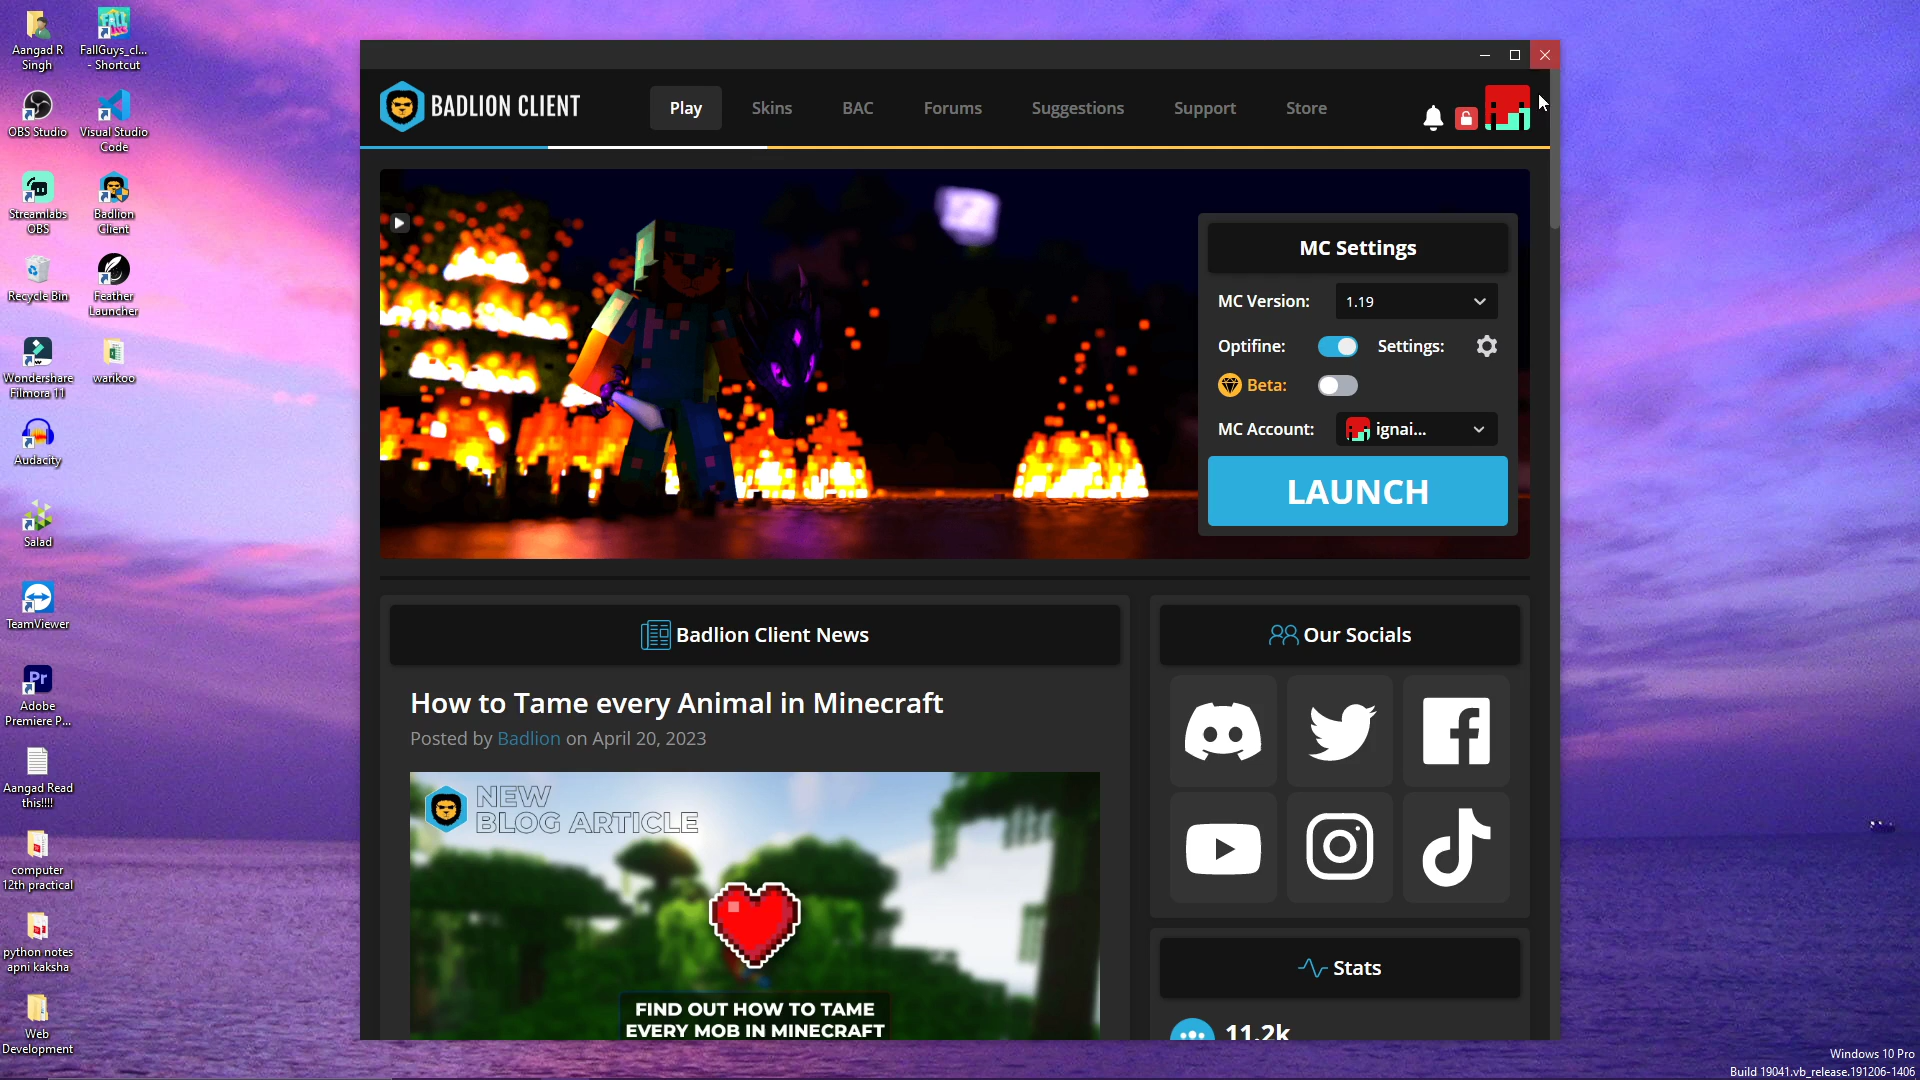 Aangad R
Singh
FallGuys_cl...
- Shortcut
OBS Studio
Visual Studio
Code
Streamlabs
OBS
Badlion
Client
Recycle Bin
Feather
Launcher
Wondershare
Filmora 11
warikoo
Audacity
Salad
TeamViewer
Pr
Adobe
Premiere P...
Aangad Read
this!!!!
computer
12th practical
python notes
apni kaksha
Web
Development
BADLION CLIENT
Play
Skins
BAC
Forums
Suggestions
Support
Store
MC Settings
MC Version:
1.19
Optifine:
Settings:
Beta:
MC Account:
ignai...
LAUNCH
Badlion Client News
How to Tame every Animal in Minecraft
Posted by Badlion on April 20, 2023
NEW
BLOG ARTICLE
FIND OUT HOW TO TAME
EVERY MOB IN MINECRAFT
Our Socials
Stats
11.2k
Windows 10 Pro
Build 19041.vb_release.191206-1406